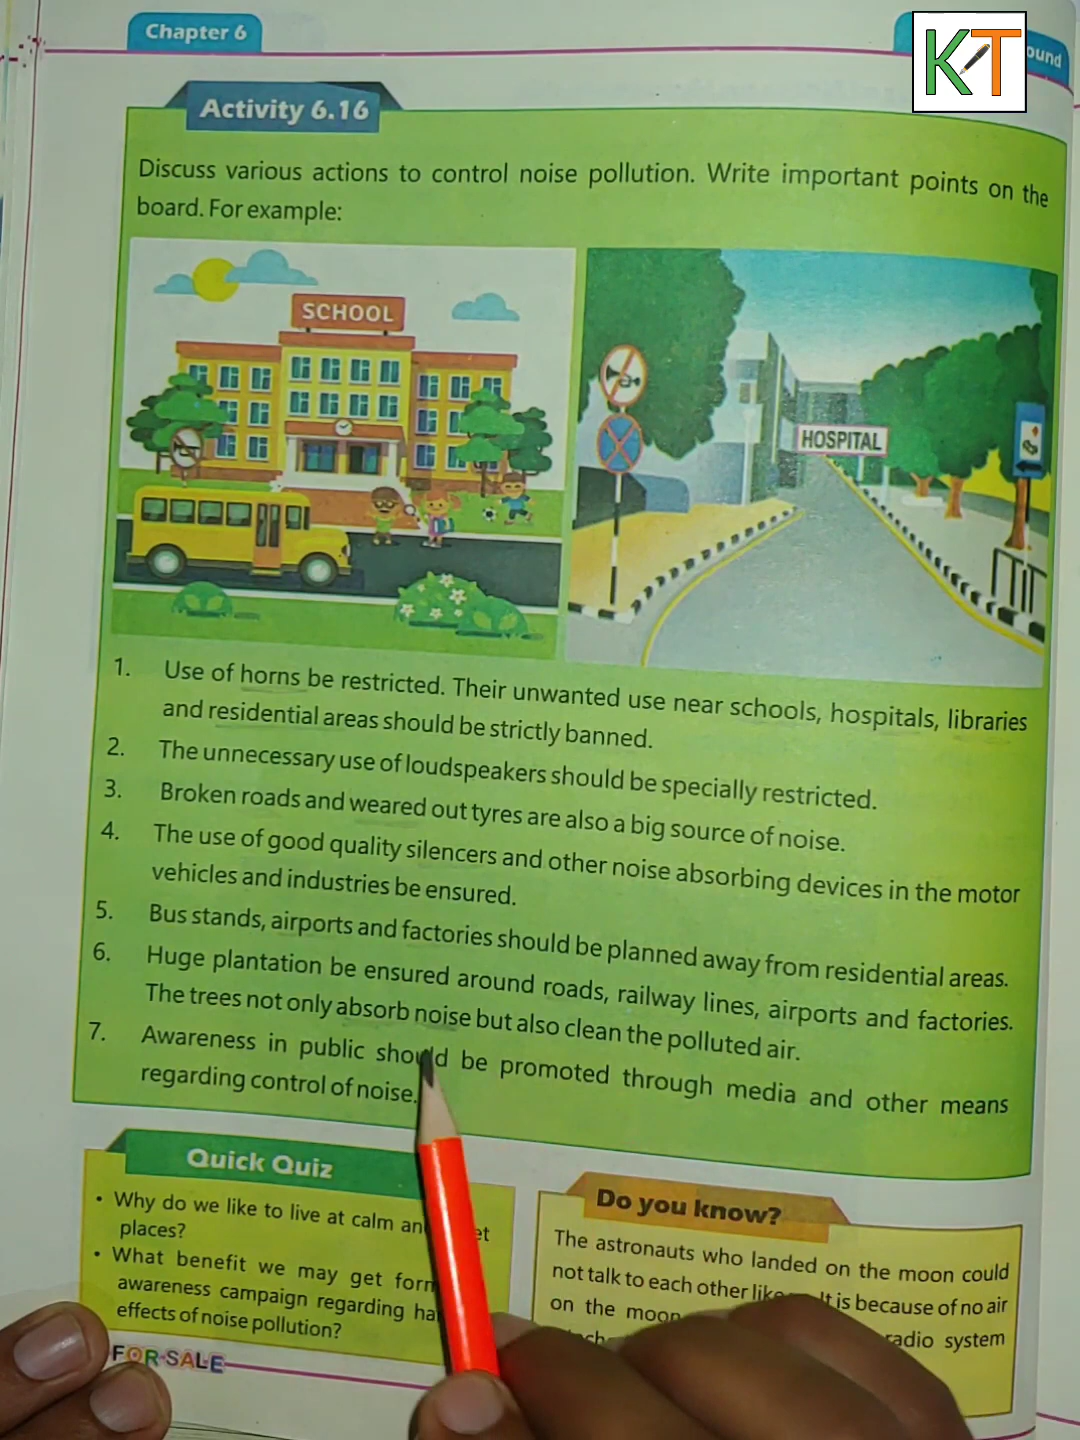 Chapter 6
ound
KT
Activity 6.16
Discuss various actions to control noise pollution. Write important points on the
board. For example:
SCHOOL
HOSPITAL
1. Use of horns be restricted. Their unwanted use near schools, hospitals, libraries
and residential areas should be strictly banned.
2. The unnecessary use of loudspeakers should be specially restricted.
3. Broken roads and weared out tyres are also a big source of noise.
4. The use of good quality silencers and other noise absorbing devices in the motor
vehicles and industries be ensured.
5. Bus stands, airports and factories should be planned away from residential areas.
6. Huge plantation be ensured around roads, railway lines, airports and factories.
The trees not only absorb noise but also clean the polluted air.
7. Awareness in public should be promoted through media and other means
regarding control of noise.
Quick Quiz
• Why do we like to live at calm an et
places?
• What benefit we may get form
awareness campaign regarding ha
effects of noise pollution?
FOR SALE
Do you know?
The astronauts who landed on the moon could
not talk to each other like It is because of no air
on the moon radio system